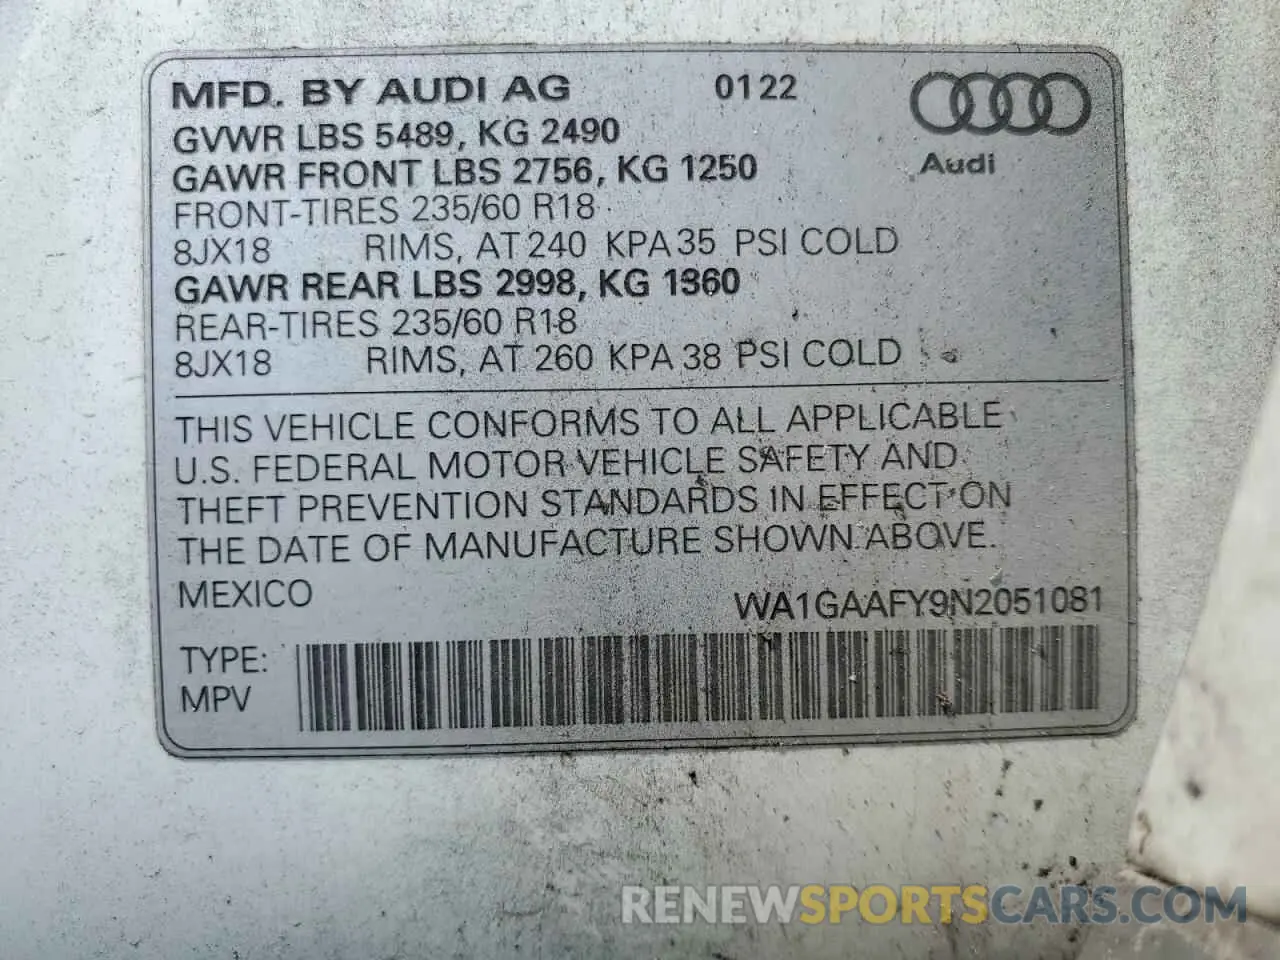 MFD. BY AUDI AG 01 22
GVWR LBS 5489, KG 2490
GAWR FRONT LBS 2756, KG 1250
Audi
FRONT-TIRES 235/60 R18
8JX18 RIMS, AT 240 KPA 35 PSI COLD
GAWR REAR LBS 2998, KG 1360
REAR-TIRES 235/60 R18
8JX18 RIMS, AT 260 KPA 38 PSI COLD
THIS VEHICLE CONFORMS TO ALL APPLICABLE
U.S. FEDERAL MOTOR VEHICLE SAFETY AND
THEFT PREVENTION STANDARDS IN EFFECT ON
THE DATE OF MANUFACTURE SHOWN ABOVE.
MEXICO WA1GAAFY9N2051081
TYPE:
MPV
RENEWSPORTSCARS.COM